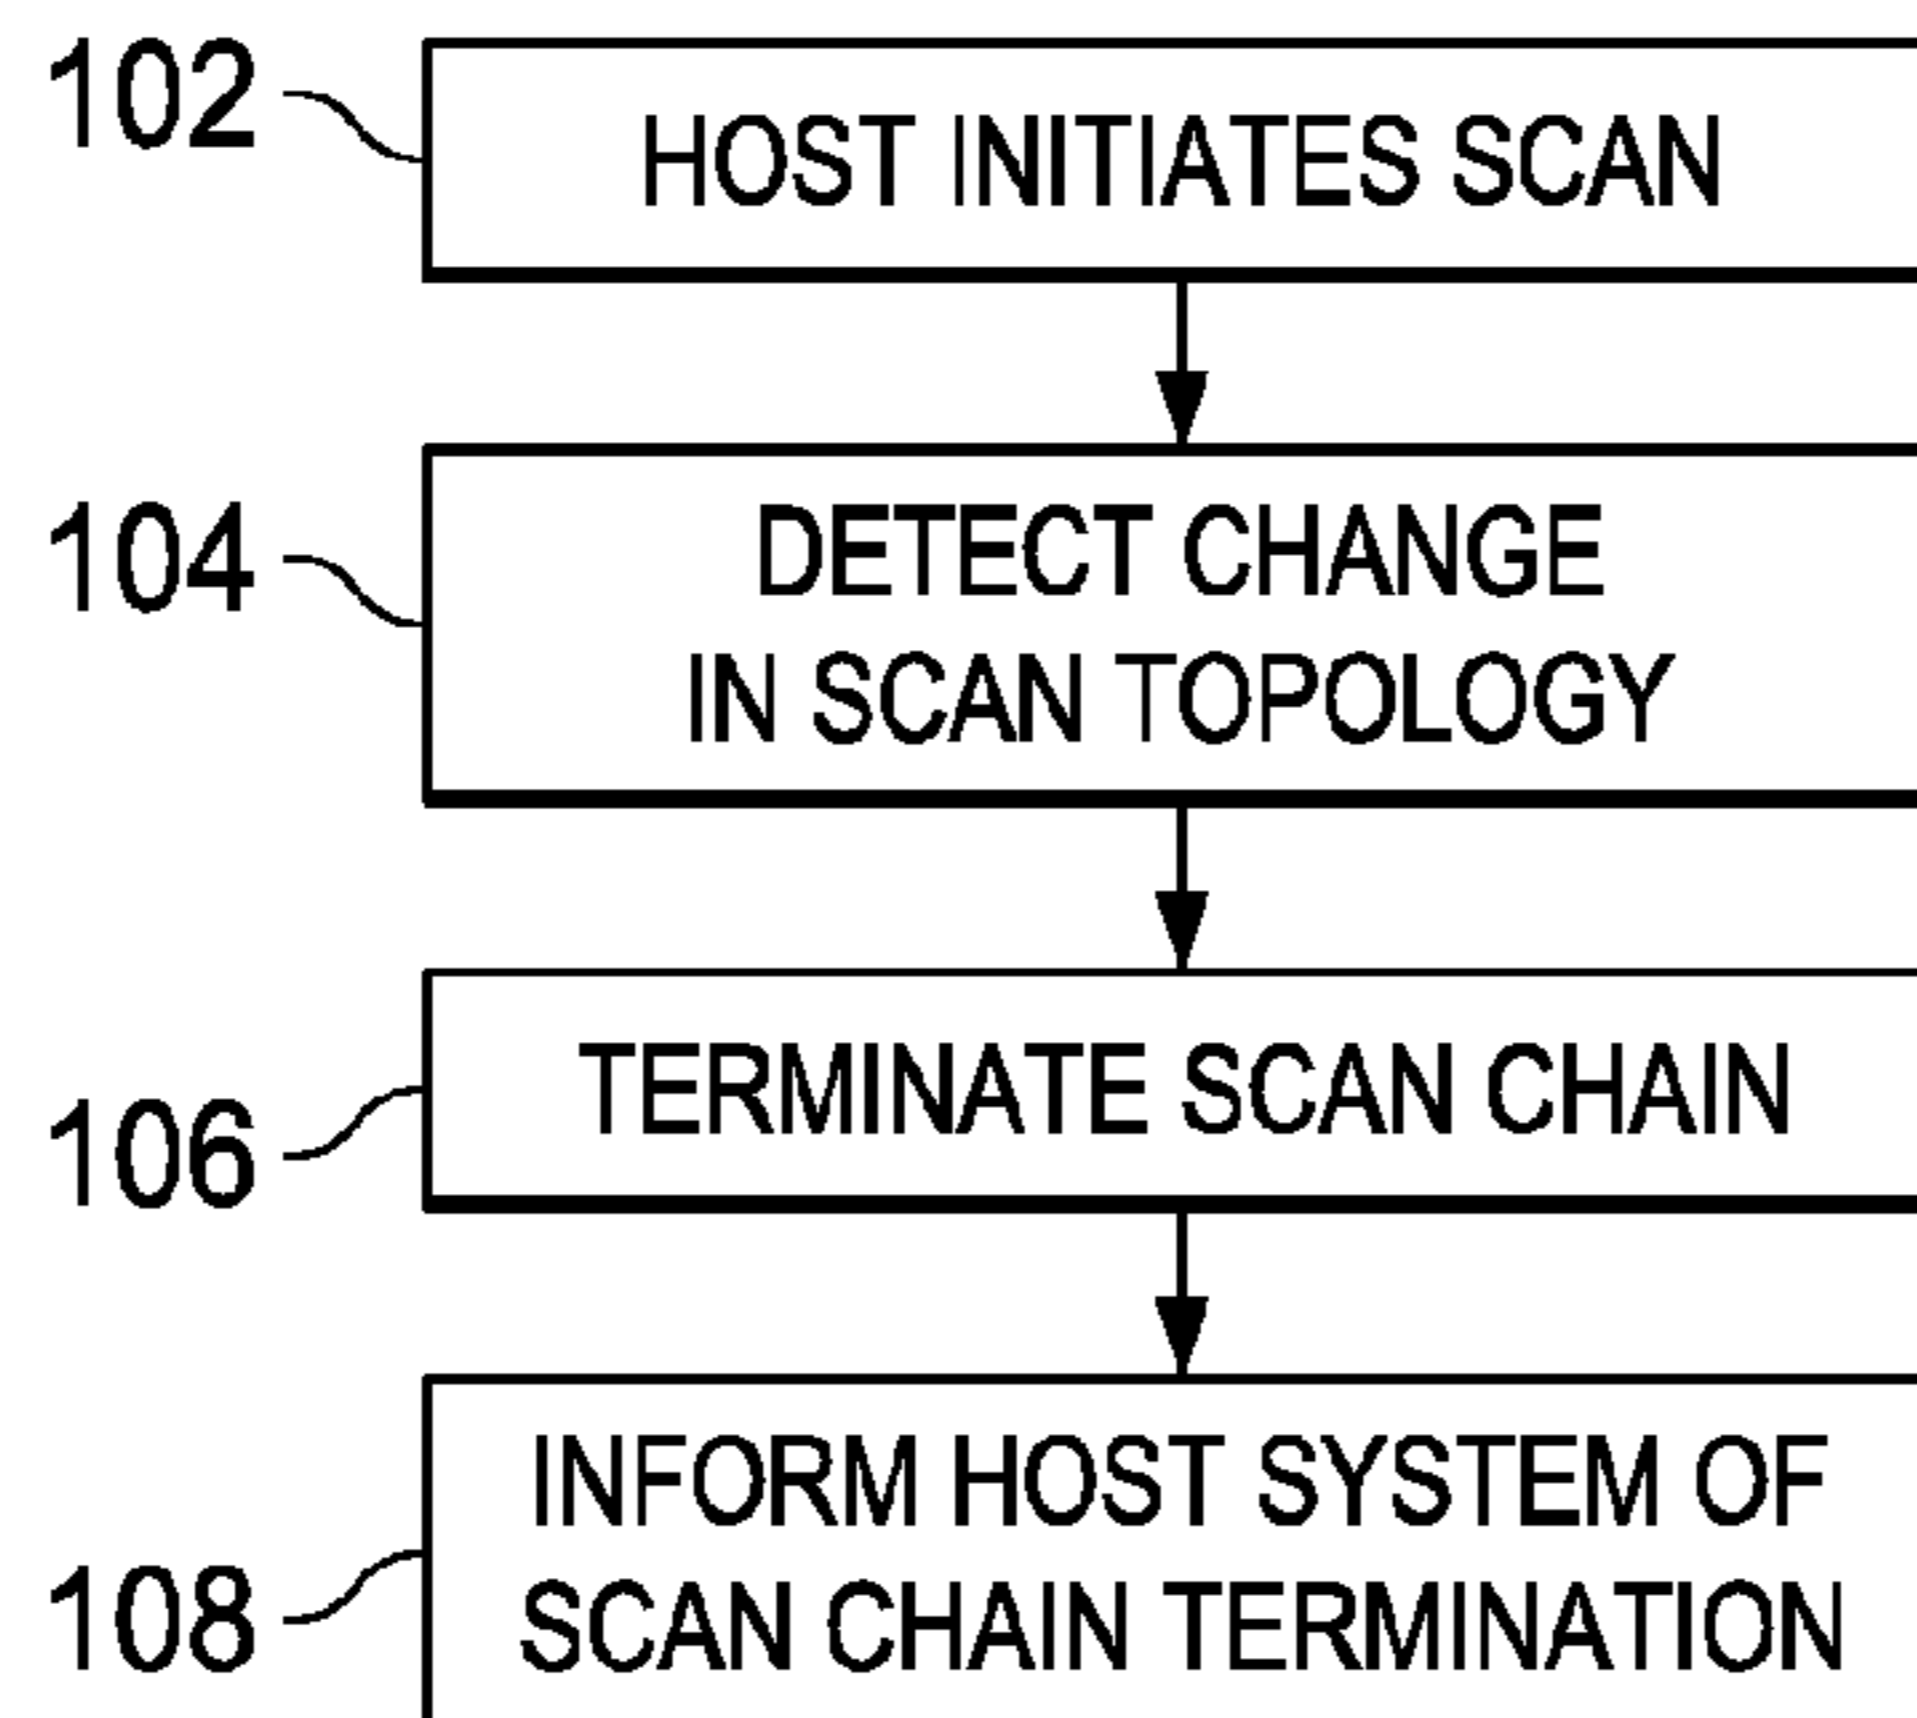 102
HOST INITIATES SCAN
104
DETECT CHANGE
IN SCAN TOPOLOGY
106
TERMINATE SCAN CHAIN
108
INFORM HOST SYSTEM OF
SCAN CHAIN TERMINATION